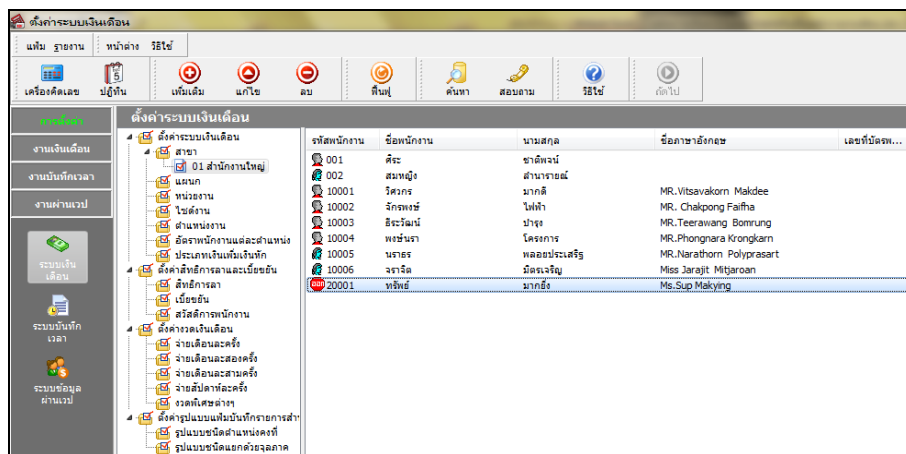 ตั้งค่าระบบเงินเดือน
แฟ้ม รายงาน หน้าต่าง วิธีใช้
เครื่องคิดเลข ปฏิทิน เพิ่มเติม แก้ไข ลบ ฟื้นฟู ค้นหา สอบถาม วิธีใช้ ถัดไป
การตั้งค่า
งานเงินเดือน
งานบันทึกเวลา
งานผ่านเวป
ระบบเงิน
เดือน
ระบบบันทึก
เวลา
ระบบข้อมูล
ผ่านเวป
ตั้งค่าระบบเงินเดือน
ตั้งค่าระบบเงินเดือน
สาขา
01 สำนักงานใหญ่
แผนก
หน่วยงาน
ไซต์งาน
ตำแหน่งงาน
อัตราพนักงานแต่ละตำแหน่ง
ประเภทเงินเพิ่มเงินหัก
ตั้งค่าสิทธิการลาและเบี้ยขยัน
สิทธิการลา
เบี้ยขยัน
สวัสดิการพนักงาน
ตั้งค่างวดเงินเดือน
จ่ายเดือนละครั้ง
จ่ายเดือนละสองครั้ง
จ่ายเดือนละสามครั้ง
จ่ายสัปดาห์ละครั้ง
งวดพิเศษต่างๆ
ตั้งค่ารูปแบบแฟ้มบันทึกรายการสำ
รูปแบบชนิดตำแหน่งคงที่
รูปแบบชนิดแยกด้วยจุลภาค
รหัสพนักงาน ชื่อพนักงาน นามสกุล ชื่อภาษาอังกฤษ เลขที่บัตรพ...
001 ศิระ ชาติพจน์
002 สมหญิง สำนารายณ์
10001 วิศวกร มากดี MR.Vitsavakorn Makdee
10002 จักรพงษ์ ไฟฟ้า MR. Chakpong Faifha
10003 ธีระวัฒน์ บำรุง MR.Teerawang Bomrung
10004 พงษ์นรา โครงการ MR.Phongnara Krongkarn
10005 นราธร พลอยประเสริฐ MR.Narathorn Polyprasart
10006 จราจิต มิตรเจริญ Miss Jarajit Mitjaroan
20001 ทรัพย์ มากยิ่ง Ms.Sup Makying